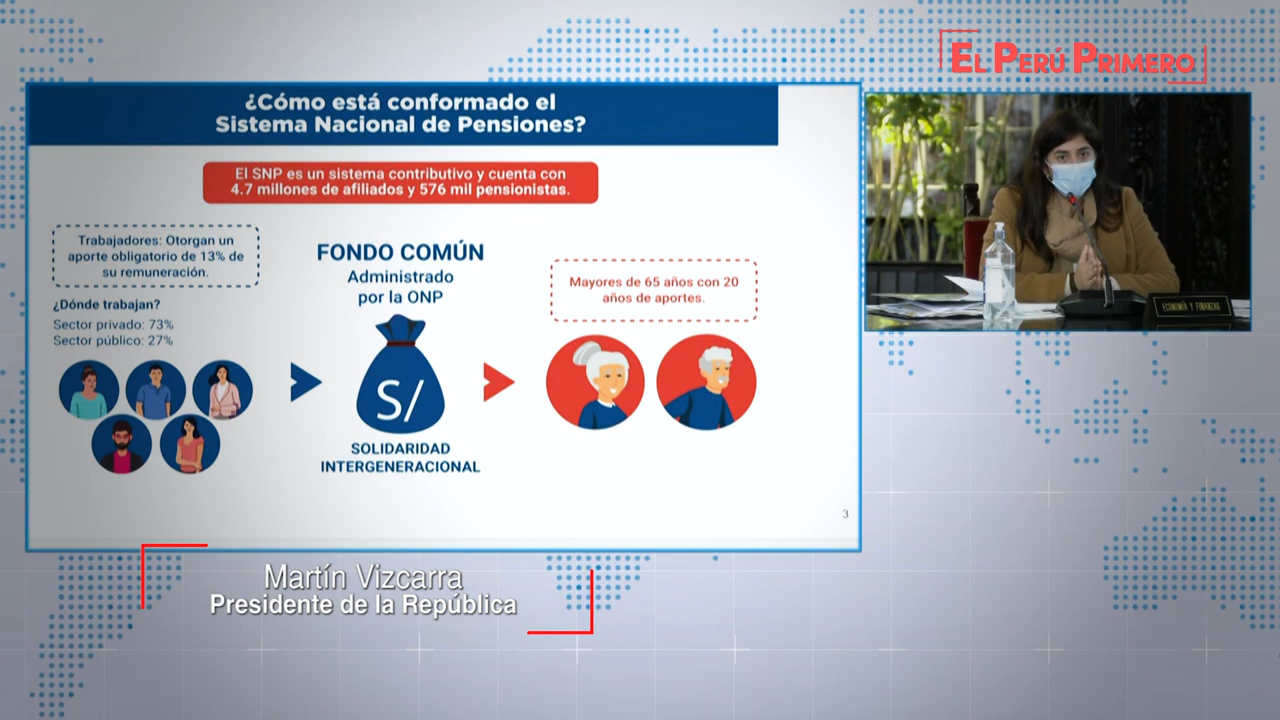 EL PERÚ PRIMERO
¿Cómo está conformado el
Sistema Nacional de Pensiones?
El SNP es un sistema contributivo y cuenta con
4.7 millones de afiliados y 576 mil pensionistas.
Trabajadores: Otorgan un
aporte obligatorio de 13% de
su remuneración.
¿Dónde trabajan?
Sector privado: 73%
Sector público: 27%
FONDO COMÚN
Administrado
por la ONP
S/
SOLIDARIDAD
INTERGENERACIONAL
Mayores de 65 años con 20
años de aportes.
3
ECONOMÍA Y FINANZAS
Martín Vizcarra
Presidente de la República